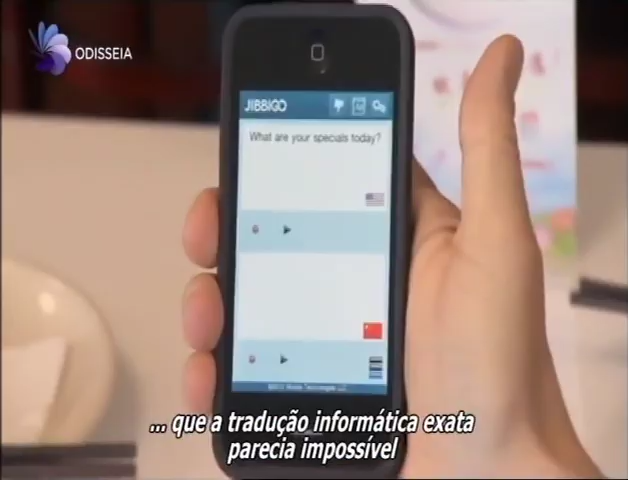 ODISSEIA
JIBBIGO
What are your specials today?
... que a tradução informática exata
parecia impossível